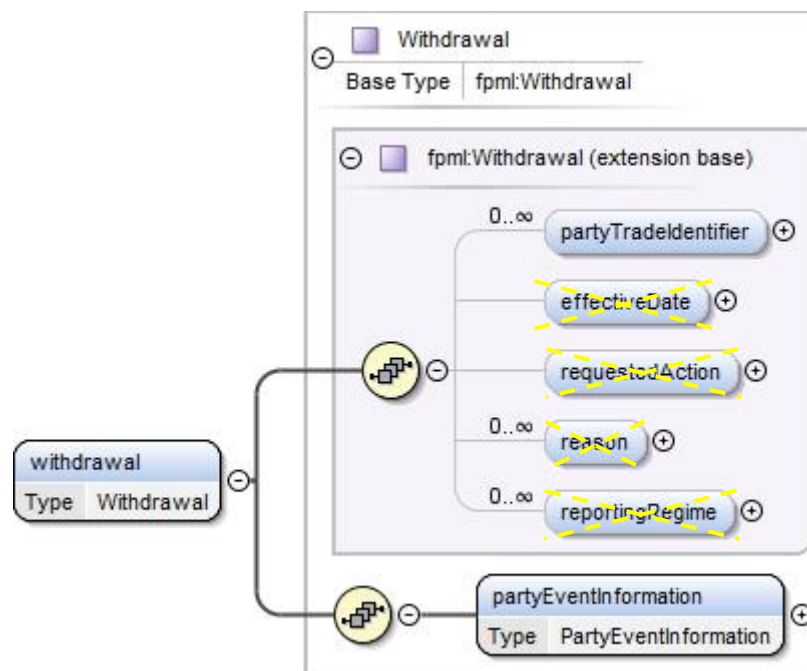 Withdrawal
Base Type fpml:Withdrawal
fpml:Withdrawal (extension base)
0..∞
partyTradeIdentifier
effectiveDate
requestedAction
0..∞
reason
0..∞
reportingRegime
withdrawal
Type Withdrawal
partyEventInformation
Type PartyEventInformation